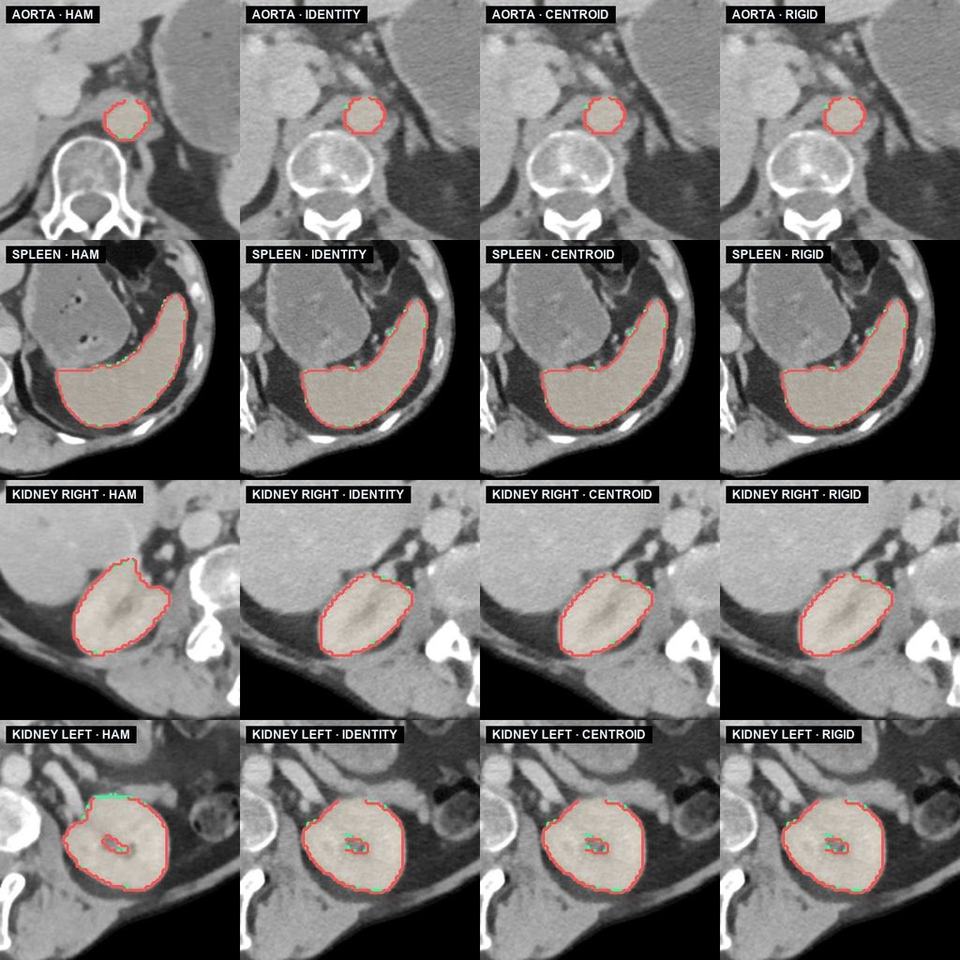 AORTA · HAM
AORTA · IDENTITY
AORTA · CENTROID
AORTA · RIGID
SPLEEN · HAM
SPLEEN · IDENTITY
SPLEEN · CENTROID
SPLEEN · RIGID
KIDNEY RIGHT · HAM
KIDNEY RIGHT · IDENTITY
KIDNEY RIGHT · CENTROID
KIDNEY RIGHT · RIGID
KIDNEY LEFT · HAM
KIDNEY LEFT · IDENTITY
KIDNEY LEFT · CENTROID
KIDNEY LEFT · RIGID